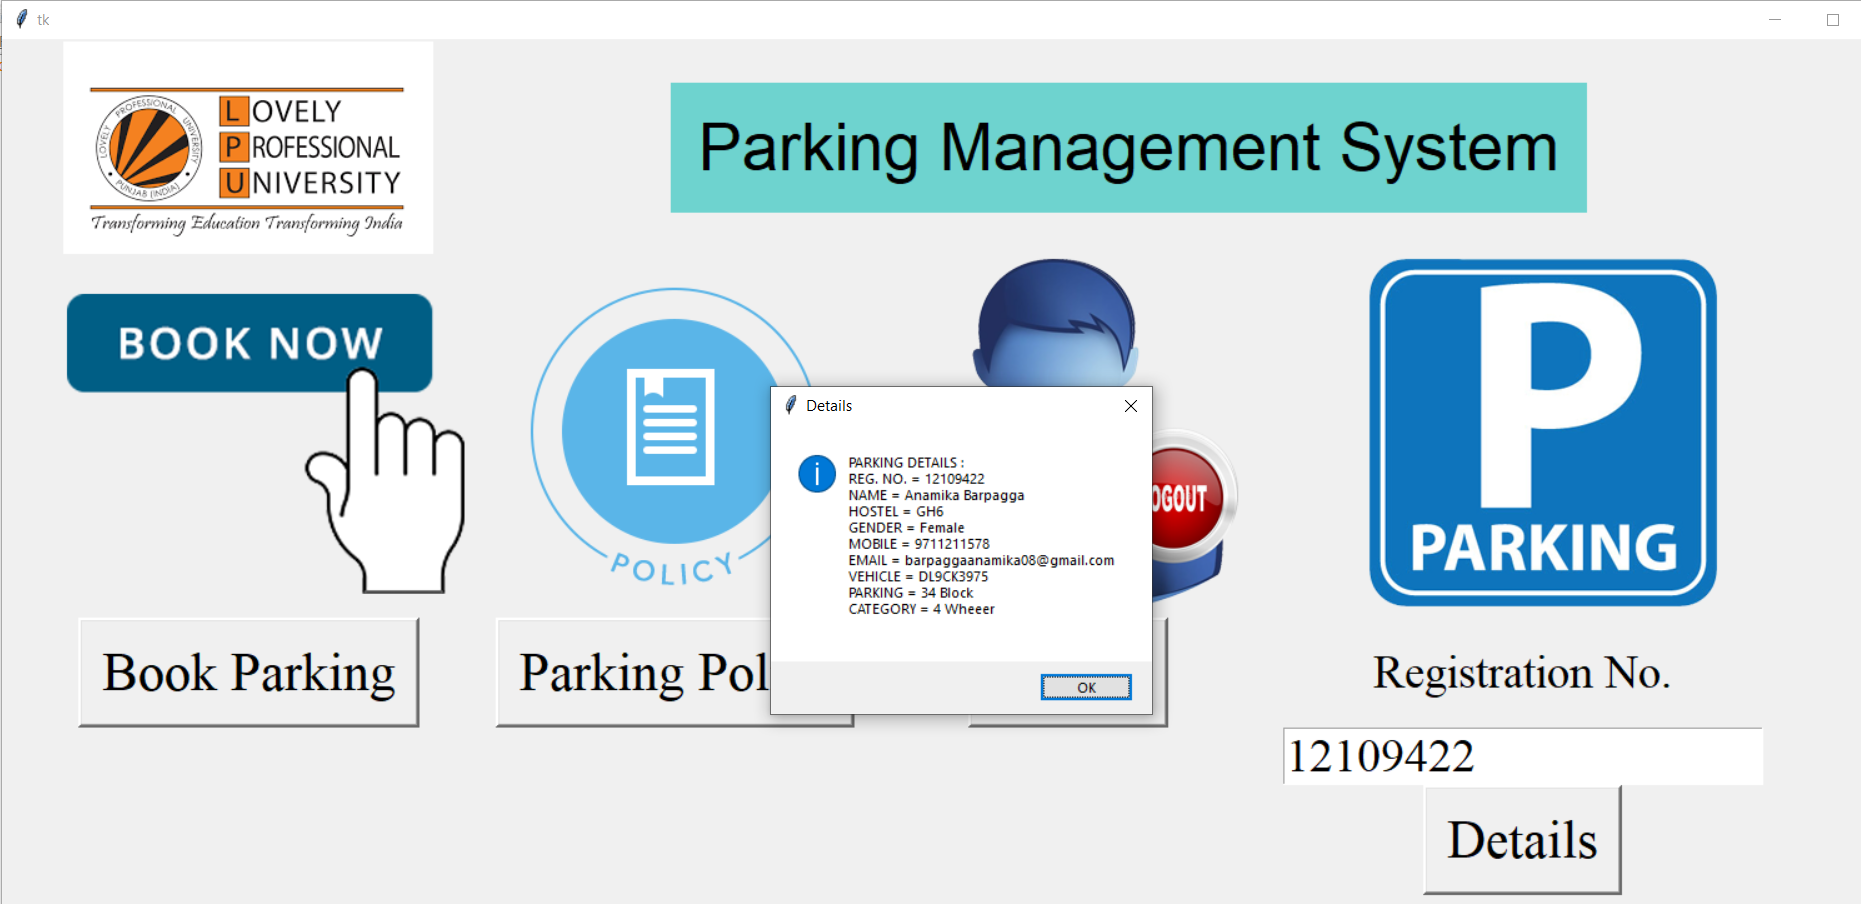 tk
LOVELY
PROFESSIONAL
UNIVERSITY
LOVELY PROFESSIONAL UNIVERSITY
PUNJAB (INDIA)
Transforming Education Transforming India
Parking Management System
BOOK NOW
POLICY
Details
PARKING DETAILS :
REG. NO. = 12109422
NAME = Anamika Barpagga
HOSTEL = GH6
GENDER = Female
MOBILE = 9711211578
EMAIL = barpaggaanamika08@gmail.com
VEHICLE = DL9CK3975
PARKING = 34 Block
CATEGORY = 4 Wheeer
OK
OGOUT
P
PARKING
Book Parking
Parking Pol
Registration No.
12109422
Details